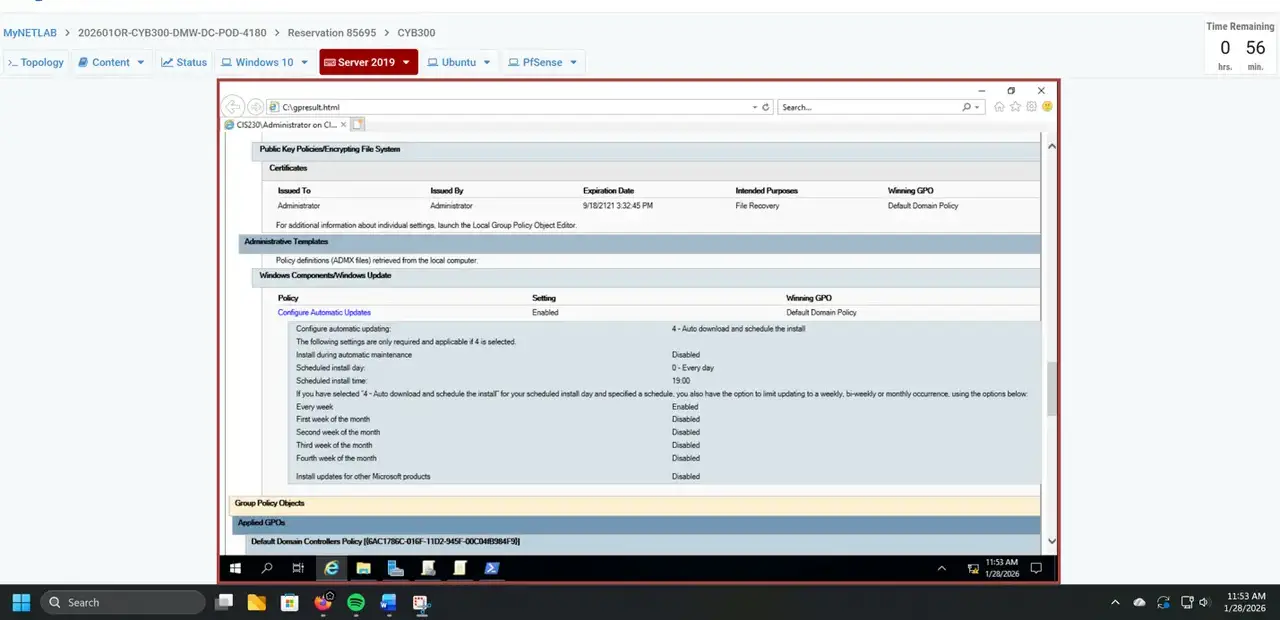 MyNETLAB > 202601OR-CYB300-DMW-DC-POD-4180 > Reservation 85695 > CYB300
Time Remaining
0 56
hrs. min.
>_ Topology Content Status Windows 10 Server 2019 Ubuntu PfSense
C:\gpresult.html Search...
CIS230\Administrator on CI...
Public Key Policies/Encrypting File System
Certificates
Issued To Issued By Expiration Date Intended Purposes Winning GPO
Administrator Administrator 9/18/2121 3:32:45 PM File Recovery Default Domain Policy
For additional information about individual settings, launch the Local Group Policy Object Editor.
Administrative Templates
Policy definitions (ADMX files) retrieved from the local computer.
Windows Components/Windows Update
Policy Setting Winning GPO
Configure Automatic Updates Enabled Default Domain Policy
Configure automatic updating: 4 - Auto download and schedule the install
The following settings are only required and applicable if 4 is selected.
Install during automatic maintenance Disabled
Scheduled install day: 0 - Every day
Scheduled install time: 19:00
If you have selected "4 - Auto download and schedule the install" for your scheduled install day and specified a schedule, you also have the option to limit updating to a weekly, bi-weekly or monthly occurrence, using the options below:
Every week Enabled
First week of the month Disabled
Second week of the month Disabled
Third week of the month Disabled
Fourth week of the month Disabled
Install updates for other Microsoft products Disabled
Group Policy Objects
Applied GPOs
Default Domain Controllers Policy [{6AC1786C-016F-11D2-945F-00C04fB984F9}]
11:53 AM
1/28/2026
Search
11:53 AM
1/28/2026